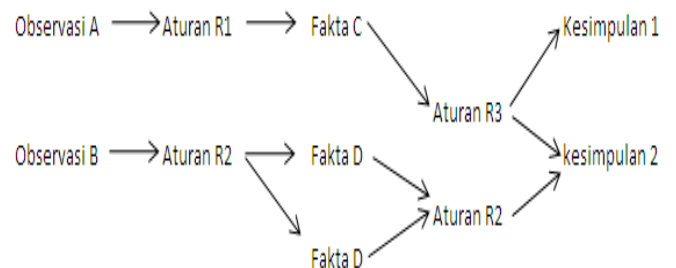 Observasi A Aturan R1 Fakta C Kesimpulan 1
Aturan R3
Observasi B Aturan R2 Fakta D kesimpulan 2
Aturan R2
Fakta D